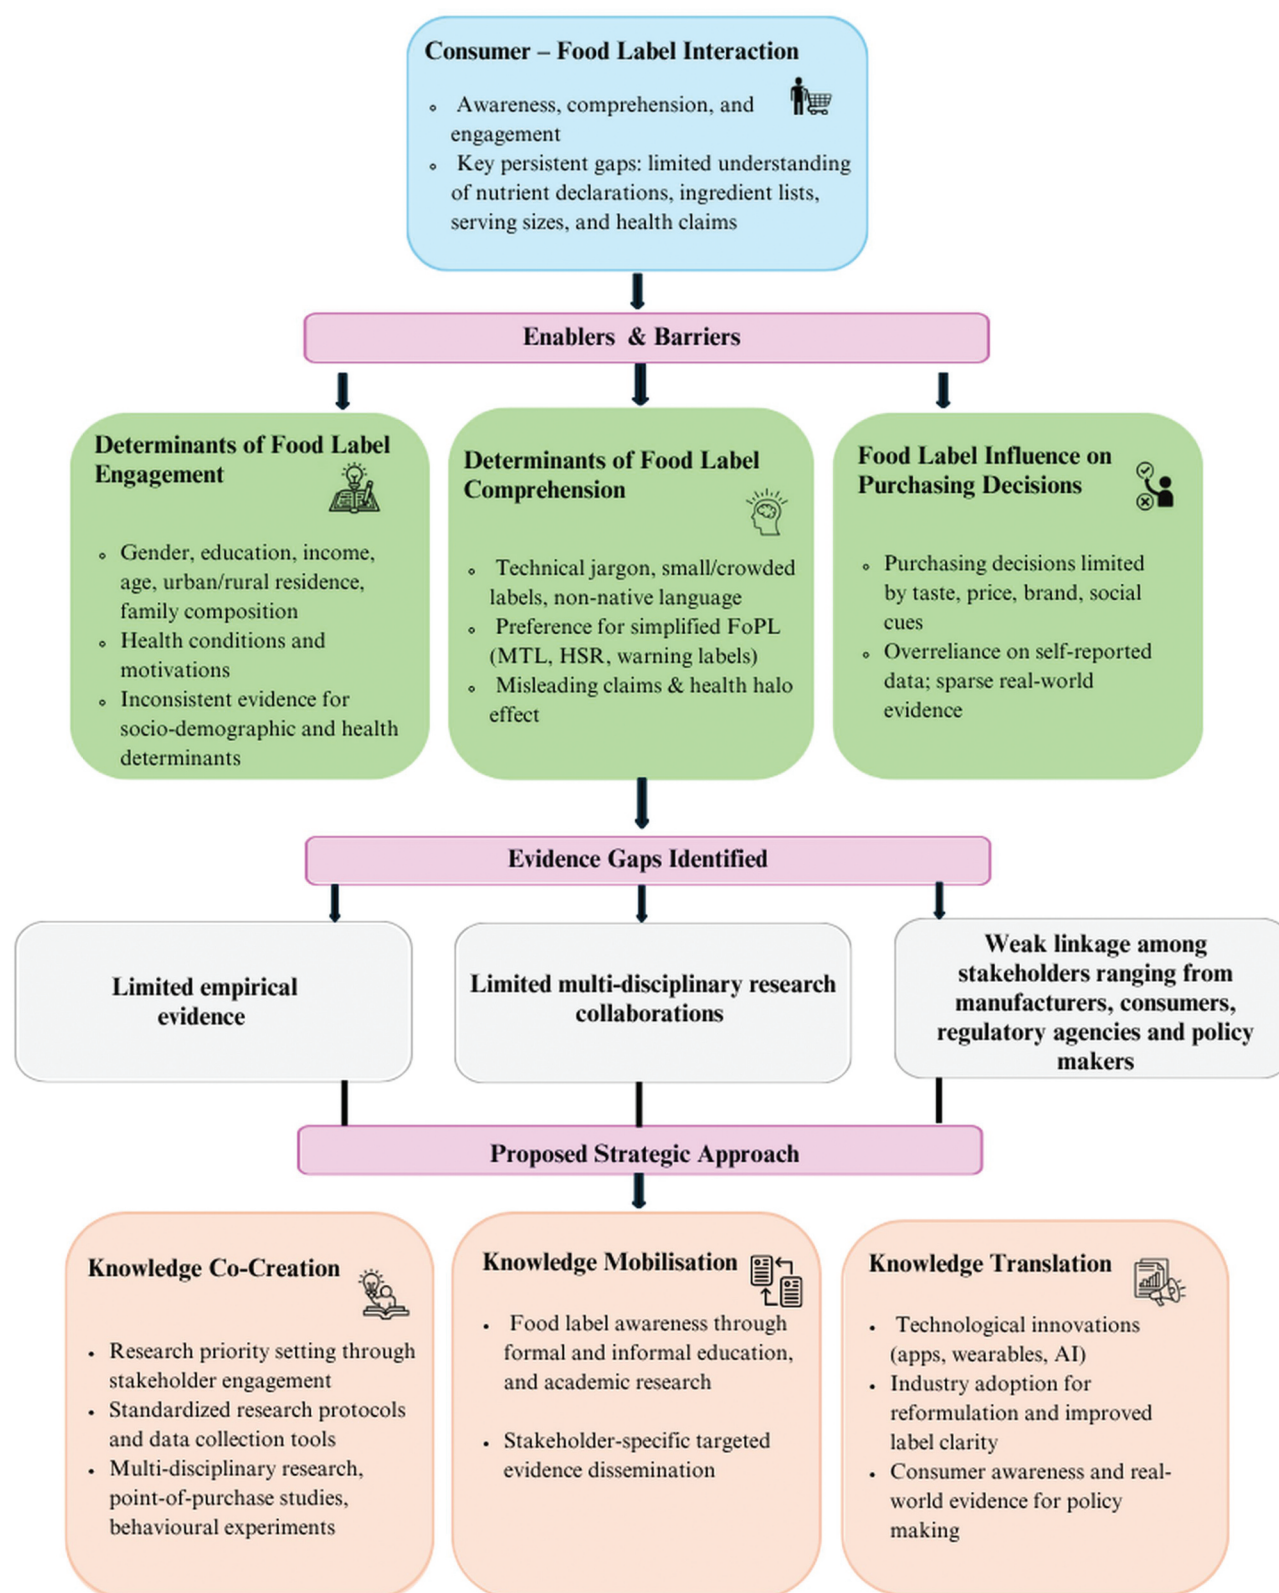 Consumer – Food Label Interaction
◦ Awareness, comprehension, and
engagement
◦ Key persistent gaps: limited understanding
of nutrient declarations, ingredient lists,
serving sizes, and health claims
Enablers & Barriers
Determinants of Food Label
Engagement
◦ Gender, education, income,
age, urban/rural residence,
family composition
◦ Health conditions and
motivations
◦ Inconsistent evidence for
socio-demographic and health
determinants
Determinants of Food Label
Comprehension
◦ Technical jargon, small/crowded
labels, non-native language
◦ Preference for simplified FoPL
(MTL, HSR, warning labels)
◦ Misleading claims & health halo
effect
Food Label Influence on
Purchasing Decisions
◦ Purchasing decisions limited
by taste, price, brand, social
cues
◦ Overreliance on self-reported
data; sparse real-world
evidence
Evidence Gaps Identified
Limited empirical
evidence
Limited multi-disciplinary research
collaborations
Weak linkage among
stakeholders ranging from
manufacturers, consumers,
regulatory agencies and policy
makers
Proposed Strategic Approach
Knowledge Co-Creation
• Research priority setting through
stakeholder engagement
• Standardized research protocols
and data collection tools
• Multi-disciplinary research,
point-of-purchase studies,
behavioural experiments
Knowledge Mobilisation
• Food label awareness through
formal and informal education,
and academic research
• Stakeholder-specific targeted
evidence dissemination
Knowledge Translation
• Technological innovations
(apps, wearables, AI)
• Industry adoption for
reformulation and improved
label clarity
• Consumer awareness and real-
world evidence for policy
making